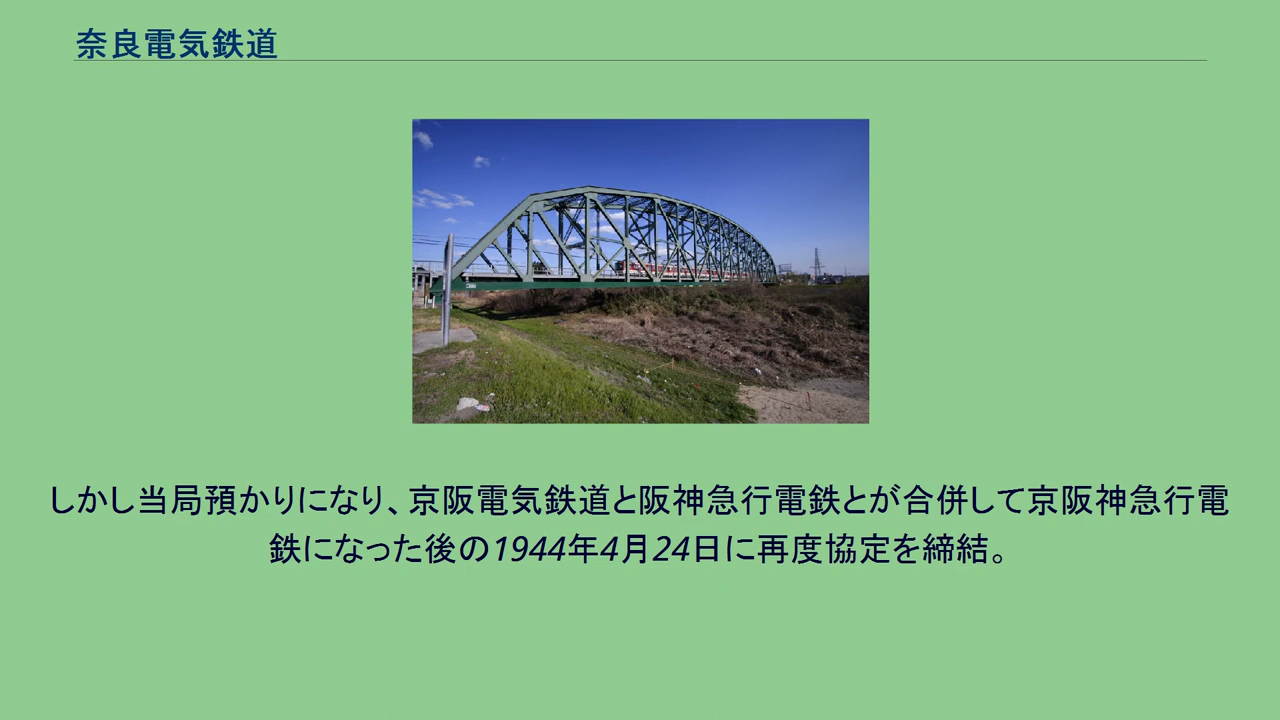 奈良電気鉄道
しかし当局預かりになり、京阪電気鉄道と阪神急行電鉄とが合併して京阪神急行電
鉄になった後の1944年4月24日に再度協定を締結。